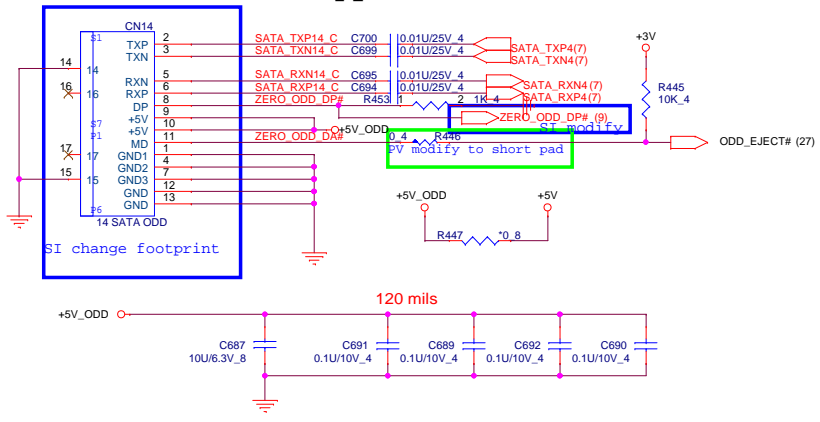 CN14
S1
14
14
16
16
S7
P1
17
17
15
15
P6
TXP 2
TXN 3
RXN 5
RXP 6
DP 8
+5V 9
+5V 10
MD 11
GND1 1
GND2 4
GND3 7
GND 12
GND 13
14 SATA ODD
SI change footprint
SATA_TXP14_C C700 0.01U/25V_4 SATA_TXP4(7)
SATA_TXN14_C C699 0.01U/25V_4 SATA_TXN4(7)
SATA_RXN14_C C695 0.01U/25V_4 SATA_RXN4(7)
SATA_RXP14_C C694 0.01U/25V_4 SATA_RXP4(7)
ZERO_ODD_DP# R453 1 2 1K_4
ZERO_ODD_DP# (9)
SI modify
+5V_ODD
ZERO_ODD_DA# 0_4 R446
PV modify to short pad
+3V
R445
10K_4
ODD_EJECT# (27)
+5V_ODD +5V
R447 *0_8
120 mils
+5V_ODD
C687
10U/6.3V_8
C691
0.1U/10V_4
C689
0.1U/10V_4
C692
0.1U/10V_4
C690
0.1U/10V_4